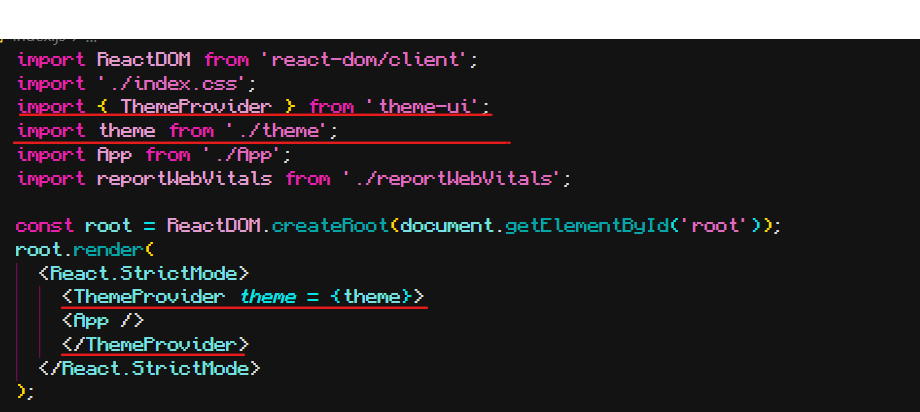 import ReactDOM from 'react-dom/client';
import './index.css';
import { ThemeProvider } from 'theme-ui';
import theme from './theme';
import App from './App';
import reportWebVitals from './reportWebVitals';
const root = ReactDOM.createRoot(document.getElementById('root'));
root.render(
<React.StrictMode>
<ThemeProvider theme = {theme}>
<App />
</ThemeProvider>
</React.StrictMode>
);